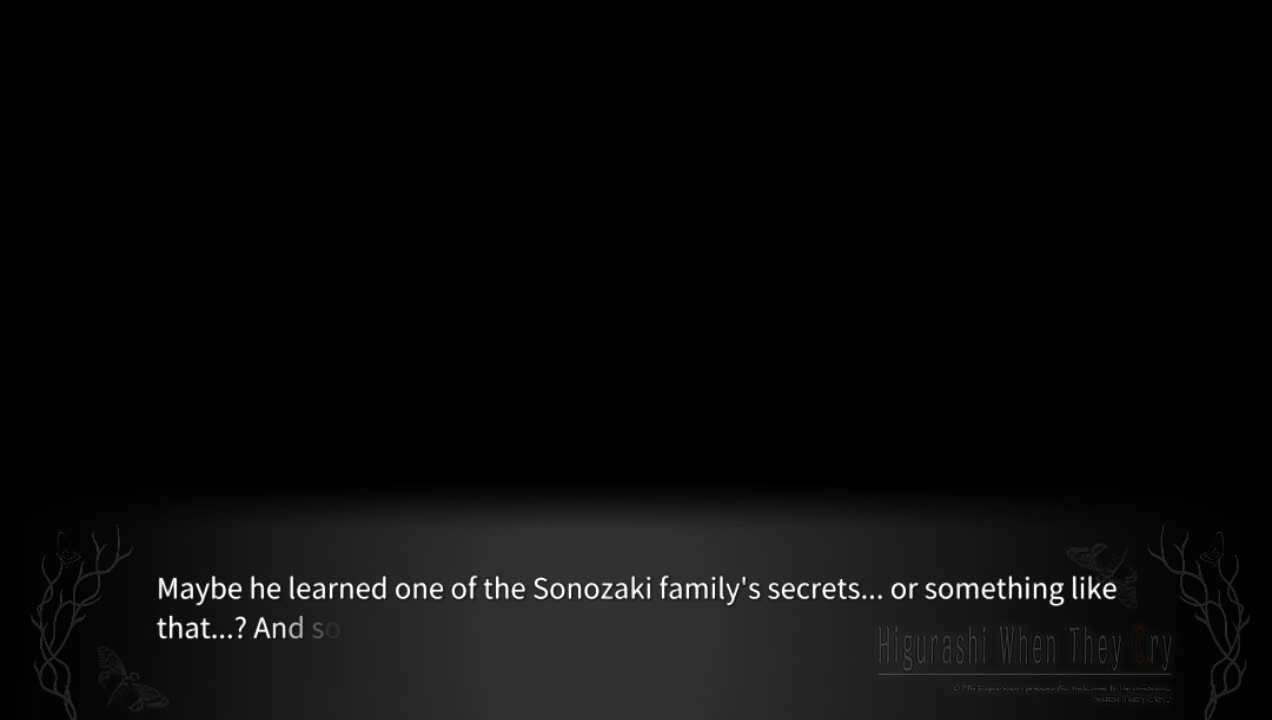 Maybe he learned one of the Sonozaki family's secrets... or something like
that...? And so
Higurashi When They Cry